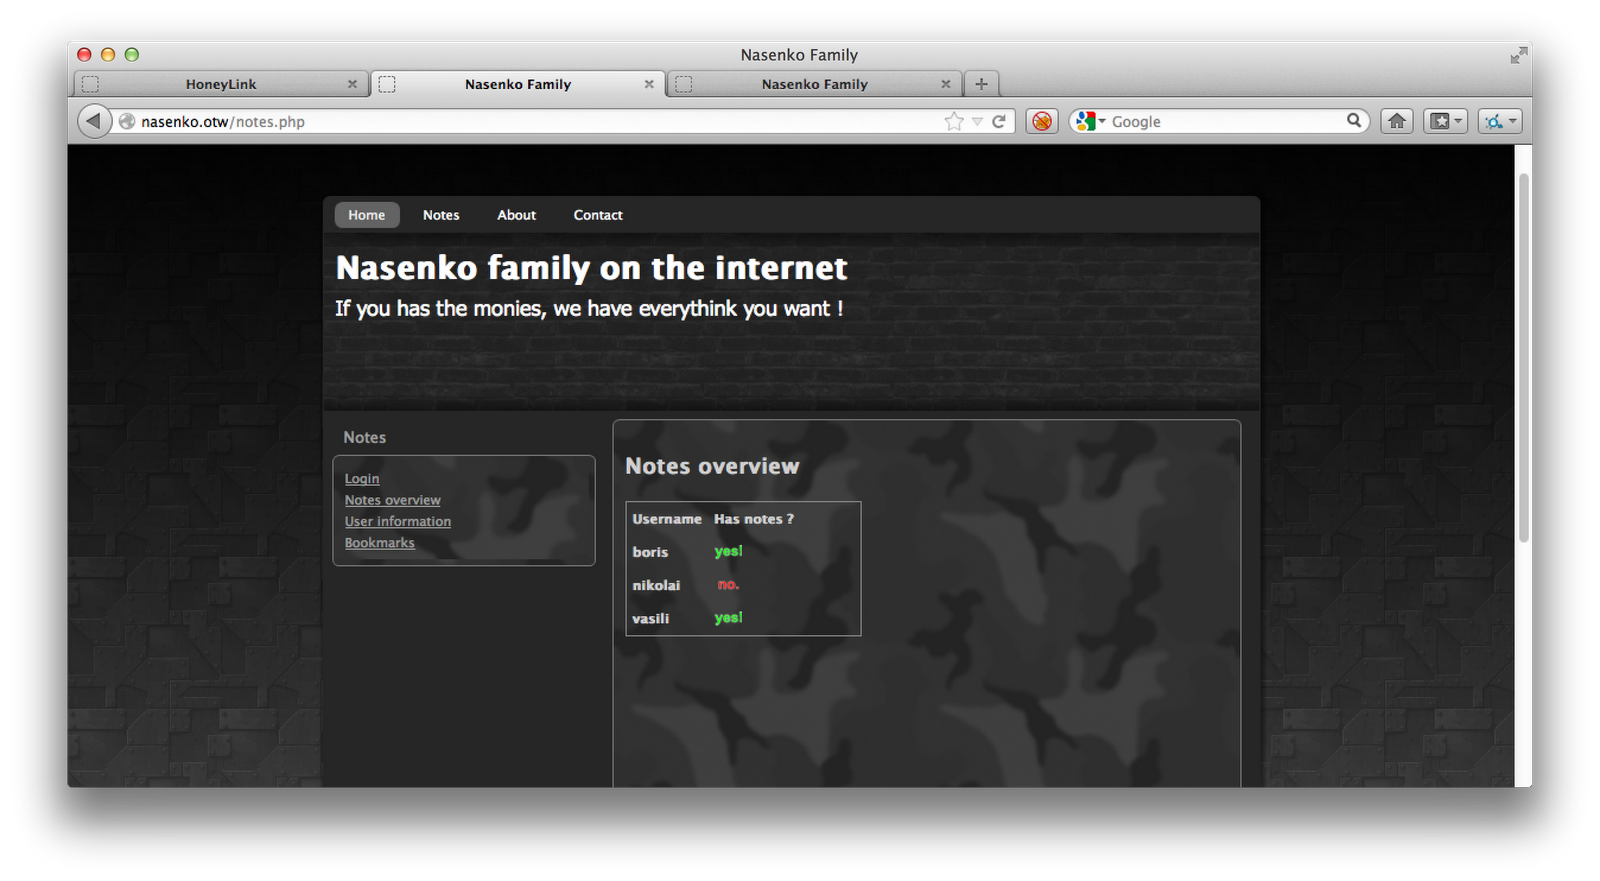 Nasenko Family
HoneyLink
Nasenko Family
Nasenko Family
nasenko.otw/notes.php
Google
Home Notes About Contact
Nasenko family on the internet
If you has the monies, we have everythink you want !
Notes
Login
Notes overview
User information
Bookmarks
Notes overview
Username Has notes ?
boris yes!
nikolai no.
vasili yes!